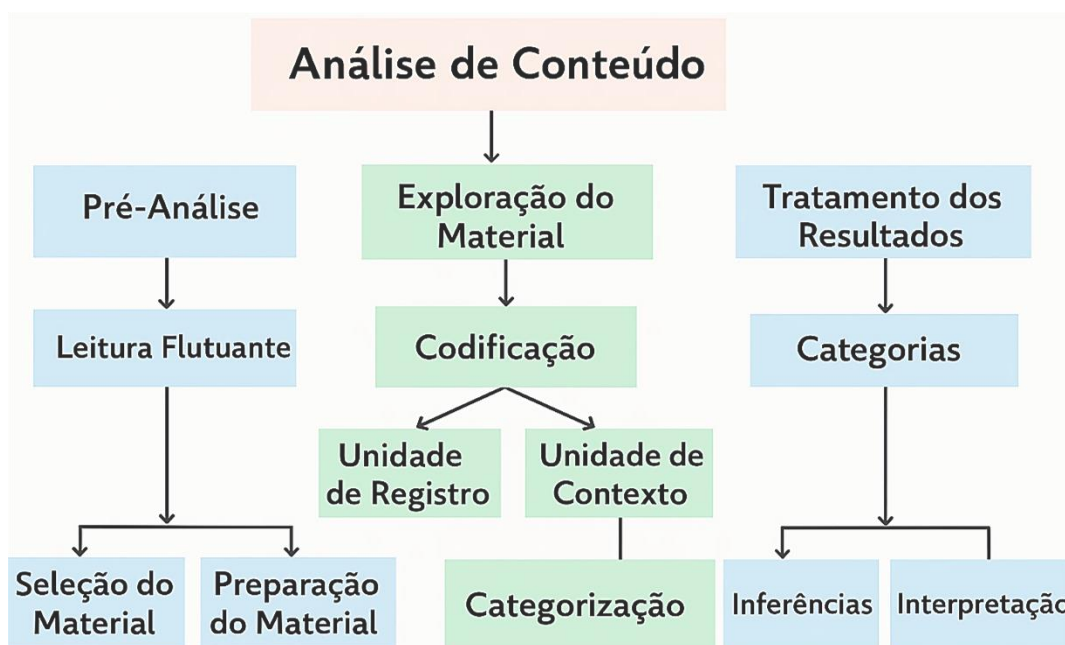 Análise de Conteúdo
Pré-Análise
Exploração do
Material
Tratamento dos
Resultados
Leitura Flutuante
Codificação
Categorias
Unidade
de Registro
Unidade de
Contexto
Seleção do
Material
Preparação
do Material
Categorização
Inferências
Interpretação